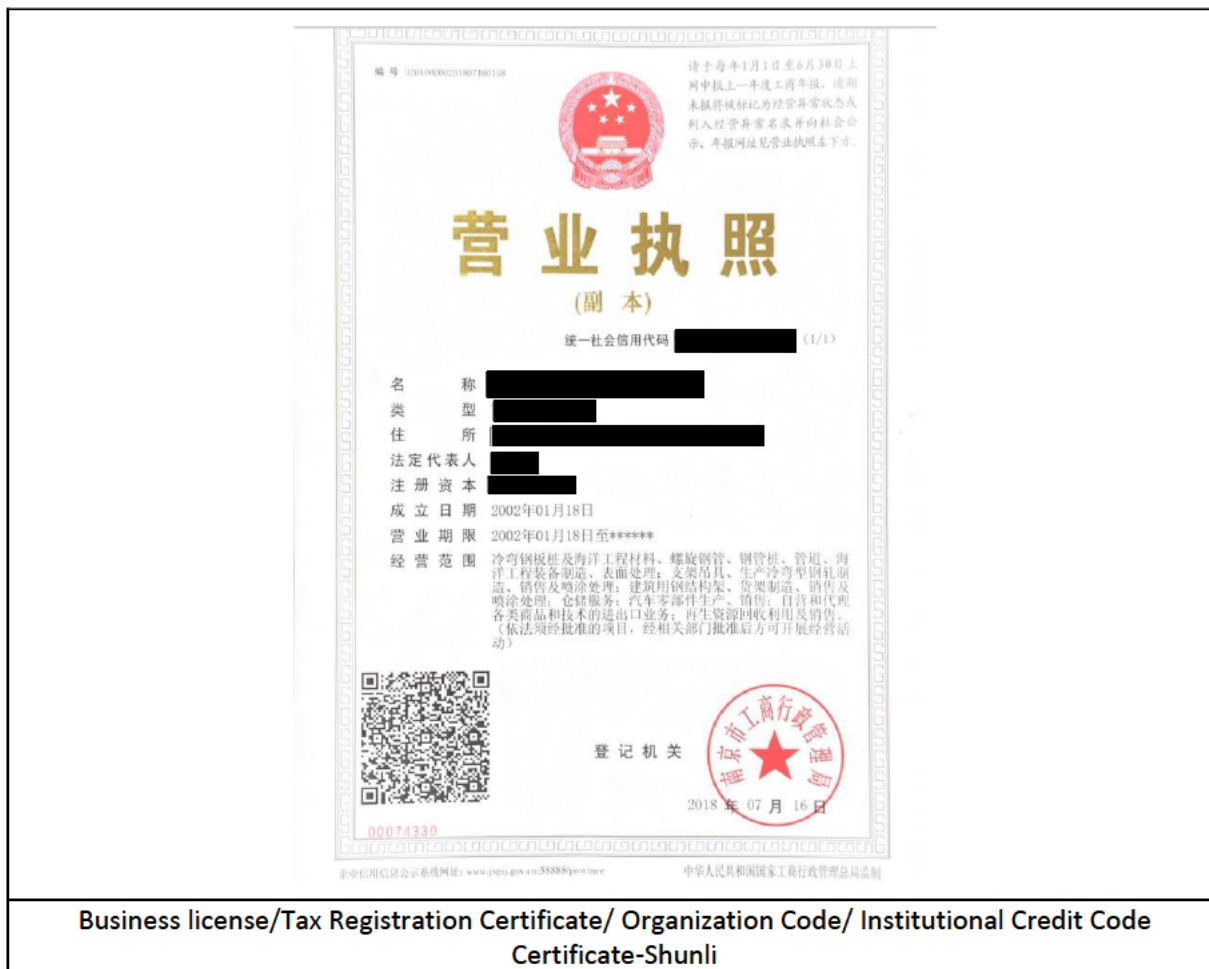 编 号 320100000201807160158
请于每年1月1日至6月30日上
网申报上一年度工商年报、逾期
未报将被标记为经营异常状态或
列入经营异常名录并向社会公
示。年报网址见营业执照左下方。
营业执照
(副 本)
统一社会信用代码 (1/1)
名 称
类 型
住 所
法定代表人
注册资本
成立日期 2002年01月18日
营业期限 2002年01月18日至******
经营范围 冷弯钢板桩及海洋工程材料、螺旋钢管、钢管桩、管道、海
洋工程装备制造、表面处理；支架吊具、生产冷弯型钢轧制
造、销售及喷涂处理；建筑用钢结构架、货架制造、销售及
喷涂处理；仓储服务；汽车零部件生产、销售；自营和代理
各类商品和技术的进出口业务；再生资源回收利用及销售。
（依法须经批准的项目，经相关部门批准后方可开展经营活
动）
登记机关
南京市工商行政管理局
2018 年 07 月 16 日
00074330
企业信用信息公示系统网址：www.jsgsj.gov.cn:58888/province
中华人民共和国国家工商行政管理总局监制
Business license/Tax Registration Certificate/ Organization Code/ Institutional Credit Code
Certificate-Shunli